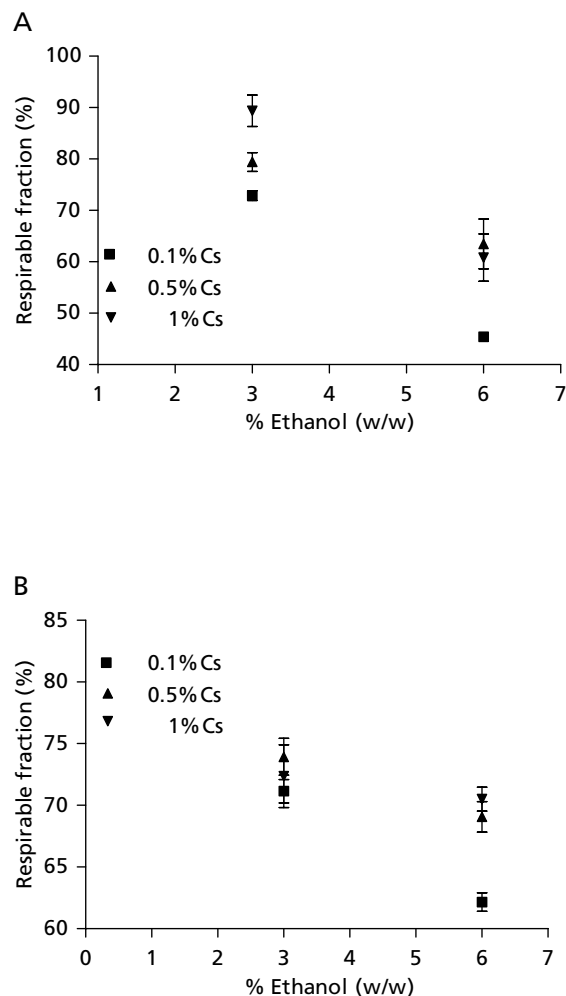 A
100
90
80
70
60
50
40
Respirable fraction (%)
0.1% Cs
0.5% Cs
1% Cs
1 2 3 4 5 6 7
% Ethanol (w/w)
B
85
80
75
70
65
60
Respirable fraction (%)
0.1% Cs
0.5% Cs
1% Cs
0 1 2 3 4 5 6 7
% Ethanol (w/w)